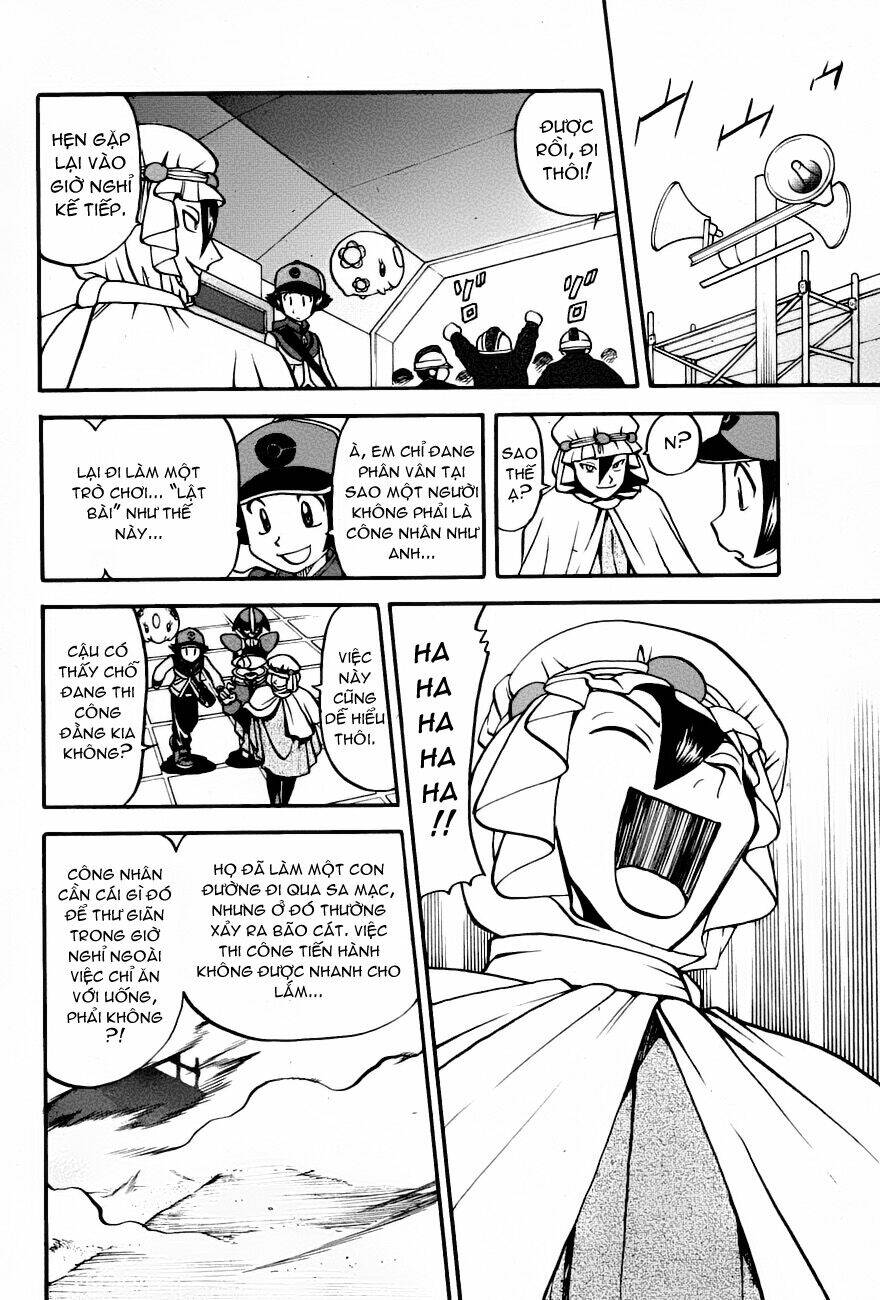 ウ
ウ
ウ
ĐƯỢC
RỒI, ĐI
THÔI!
HẸN GẶP
LẠI VÀO
GIỜ NGHỈ
KẾ TIẾP.
N?
SAO
THẾ
Ạ?
À, EM CHỈ ĐANG
PHÂN VÂN TẠI
SAO MỘT NGƯỜI
KHÔNG PHẢI LÀ
CÔNG NHÂN NHƯ
ANH...
LẠI ĐI LÀM MỘT
TRÒ CHƠI... “LẬT
BÀI” NHƯ THẾ
NÀY...
HA
HA
HA
HA
HA
!!
VIỆC
NÀY
CŨNG
DỄ HIỂU
THÔI.
CẬU CÓ
THẤY CHỖ
ĐANG THI
CÔNG
ĐẰNG KIA
KHÔNG?
HỌ ĐÃ LÀM MỘT CON
ĐƯỜNG ĐI QUA SA MẠC,
NHƯNG Ở ĐÓ THƯỜNG
XẢY RA BÃO CÁT. VIỆC
THI CÔNG TIẾN HÀNH
KHÔNG ĐƯỢC NHANH CHO
LẮM...
CÔNG NHÂN
CẦN CÁI GÌ ĐÓ
ĐỂ THƯ GIÃN
TRONG GIỜ
NGHỈ NGOÀI
VIỆC CHỈ ĂN
VỚI UỐNG,
PHẢI KHÔNG
?!